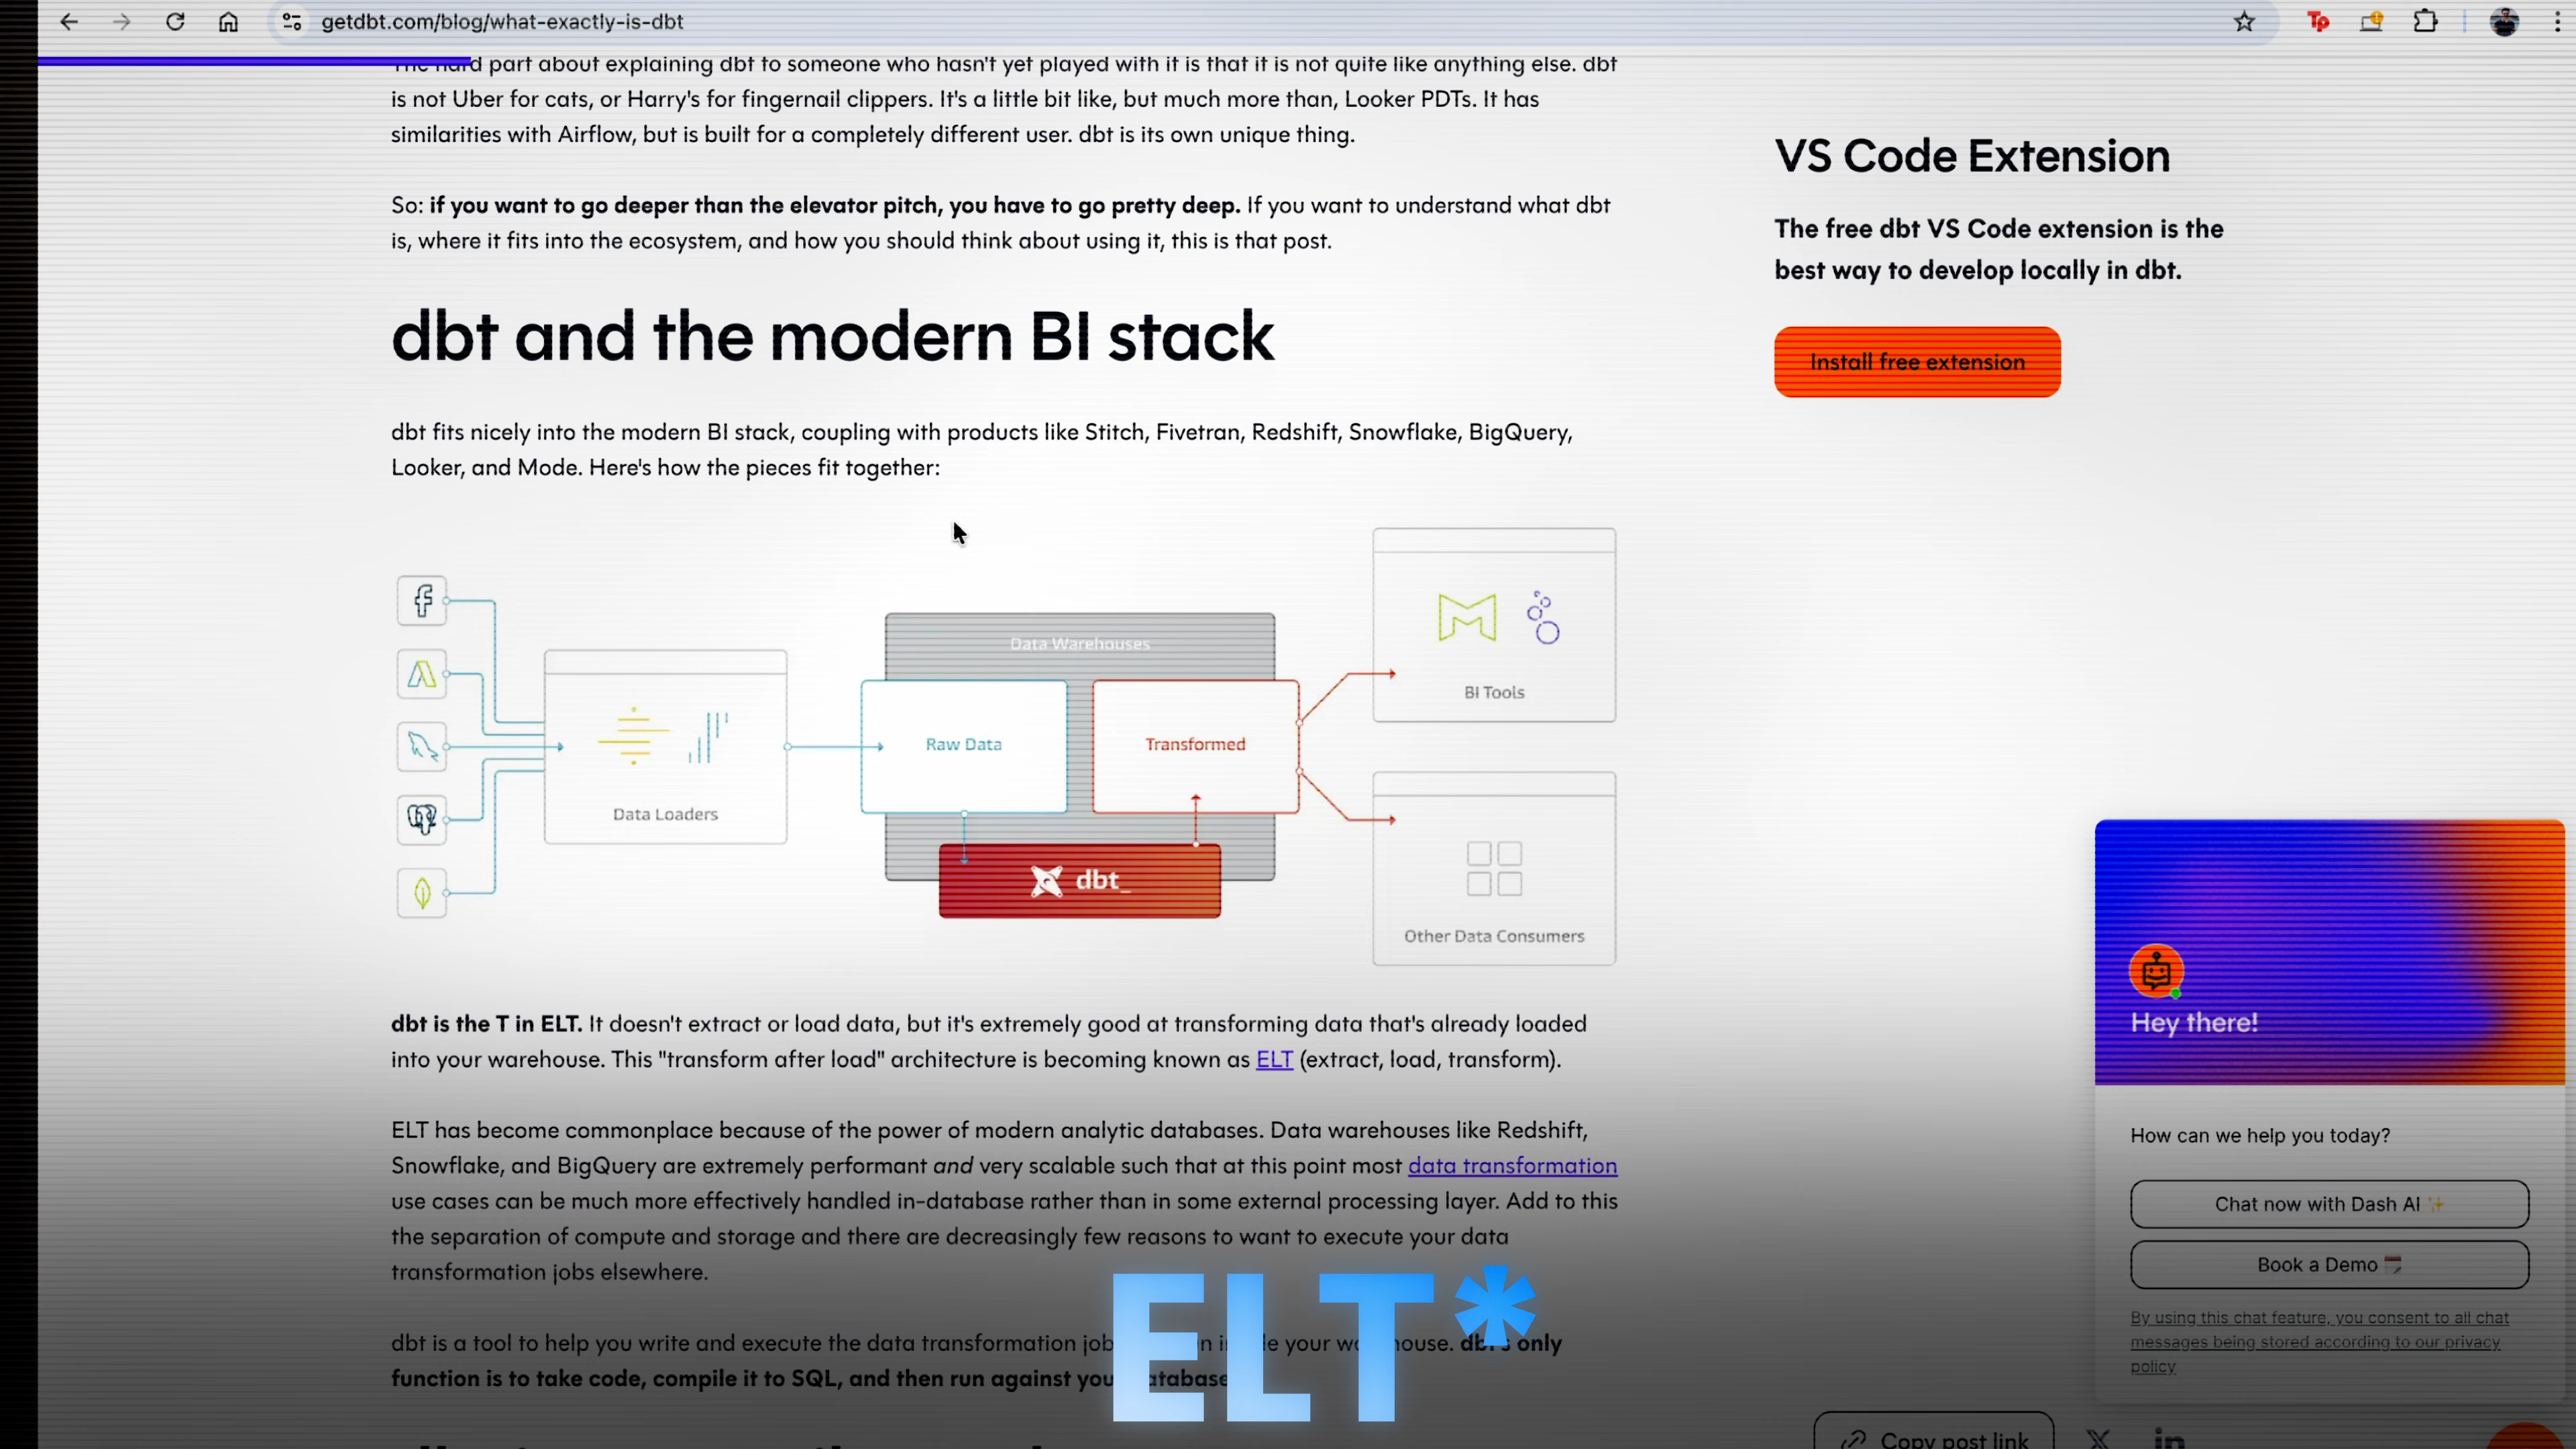 getdbt.com/blog/what-exactly-is-dbt
The hard part about explaining dbt to someone who hasn't yet played with it is that it is not quite like anything else. dbt
is not Uber for cats, or Harry's for fingernail clippers. It's a little bit like, but much more than, Looker PDTs. It has
similarities with Airflow, but is built for a completely different user. dbt is its own unique thing.
So: if you want to go deeper than the elevator pitch, you have to go pretty deep. If you want to understand what dbt
is, where it fits into the ecosystem, and how you should think about using it, this is that post.
dbt and the modern BI stack
dbt fits nicely into the modern BI stack, coupling with products like Stitch, Fivetran, Redshift, Snowflake, BigQuery,
Looker, and Mode. Here's how the pieces fit together:
Data Loaders
Data Warehouses
Raw Data
Transformed
dbt_
BI Tools
Other Data Consumers
dbt is the T in ELT. It doesn't extract or load data, but it's extremely good at transforming data that's already loaded
into your warehouse. This "transform after load" architecture is becoming known as ELT (extract, load, transform).
ELT has become commonplace because of the power of modern analytic databases. Data warehouses like Redshift,
Snowflake, and BigQuery are extremely performant and very scalable such that at this point most data transformation
use cases can be much more effectively handled in-database rather than in some external processing layer. Add to this
the separation of compute and storage and there are decreasingly few reasons to want to execute your data
transformation jobs elsewhere.
dbt is a tool to help you write and execute the data transformation your only
function is to take code, compile it to SQL, and then run against
ELT*
VS Code Extension
The free dbt VS Code extension is the
best way to develop locally in dbt.
Install free extension
Hey there!
How can we help you today?
Chat now with Dash AI ✨
Book a Demo
By using this chat feature, you consent to all chat
messages being stored according to our privacy
policy
Copy post link